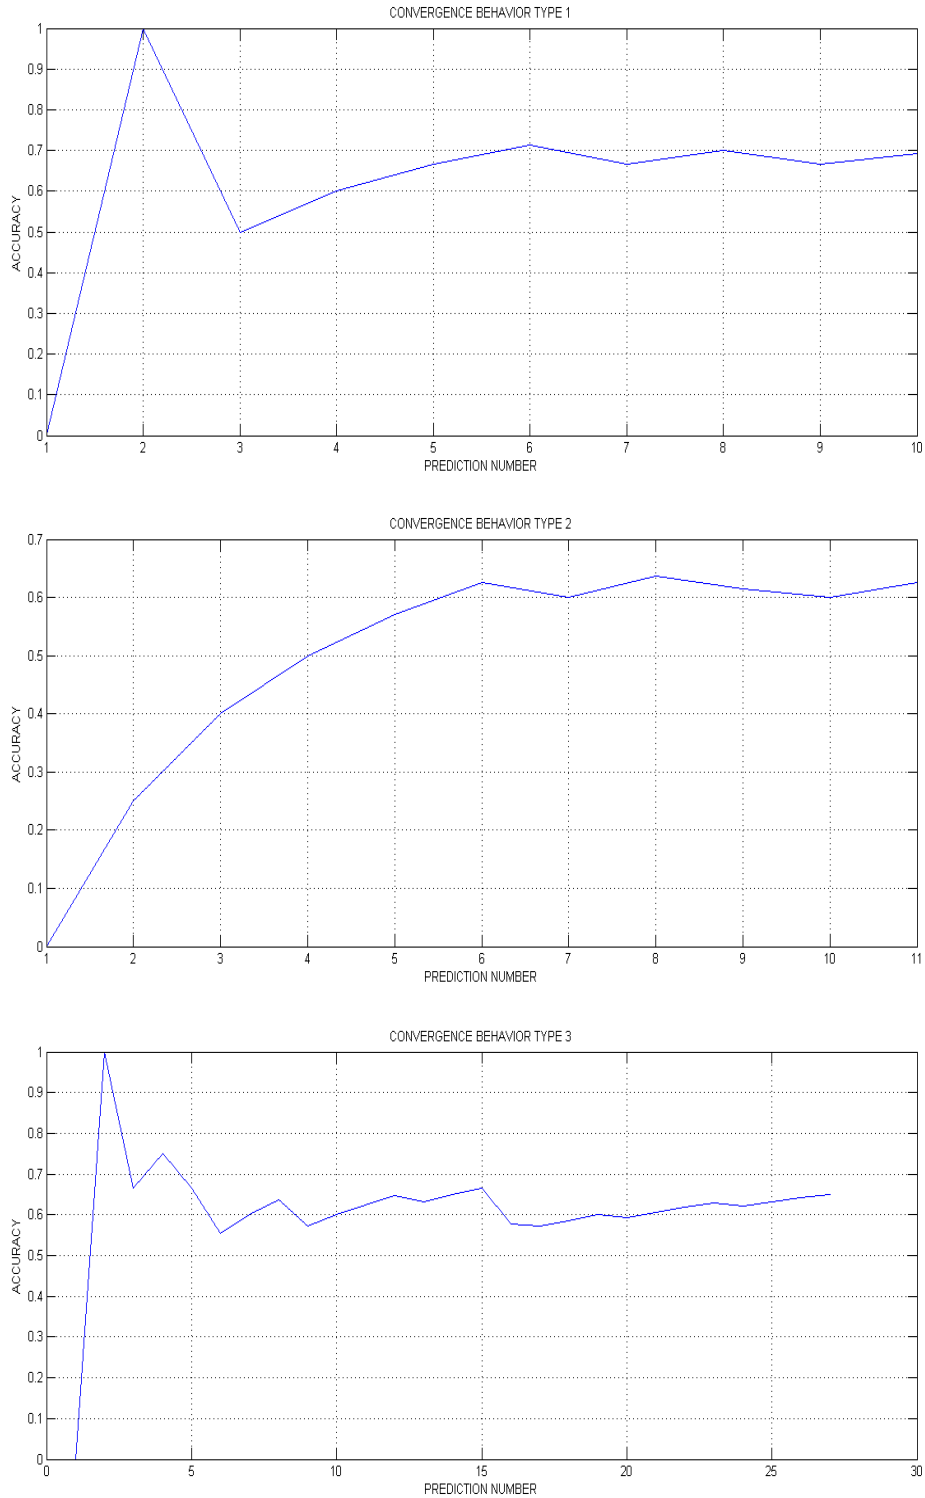 CONVERGENCE BEHAVIOR TYPE 1
1
0.9
0.8
0.7
0.6
0.5
0.4
0.3
0.2
0.1
0
ACCURACY
1 2 3 4 5 6 7 8 9 10
PREDICTION NUMBER
CONVERGENCE BEHAVIOR TYPE 2
0.7
0.6
0.5
0.4
0.3
0.2
0.1
0
ACCURACY
1 2 3 4 5 6 7 8 9 10 11
PREDICTION NUMBER
CONVERGENCE BEHAVIOR TYPE 3
1
0.9
0.8
0.7
0.6
0.5
0.4
0.3
0.2
0.1
0
ACCURACY
0 5 10 15 20 25 30
PREDICTION NUMBER